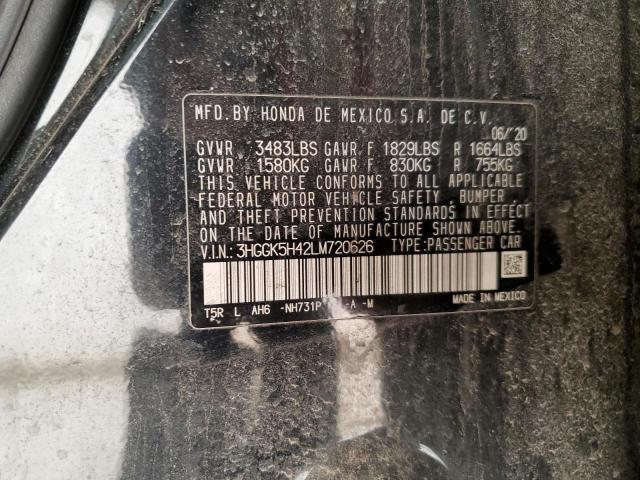 MFD. BY HONDA DE MEXICO S.A. DE C.V.
06/'20
GVWR 3483LBS GAWR F 1829LBS R 1664LBS
GVWR 1580KG GAWR F 830KG R 755KG
THIS VEHICLE CONFORMS TO ALL APPLICABLE
FEDERAL MOTOR VEHICLE SAFETY, BUMPER,
AND THEFT PREVENTION STANDARDS IN EFFECT
ON THE DATE OF MANUFACTURE SHOWN ABOVE.
V.I.N.: 3HGGK5H42LM720626 TYPE:PASSENGER CAR
MADE IN MEXICO
T5R L AH6 -NH731P -A -M